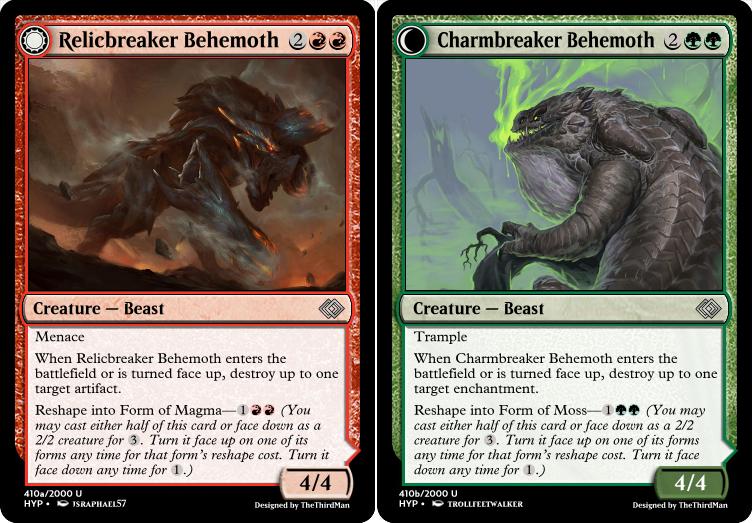 Relicbreaker Behemoth 2
Creature — Beast
Menace
When Relicbreaker Behemoth enters the
battlefield or is turned face up, destroy up to one
target artifact.
Reshape into Form of Magma—1 (You
may cast either half of this card or face down as a
2/2 creature for 3. Turn it face up on one of its
forms any time for that form's reshape cost. Turn it
face down any time for 1.)
4/4
410a/2000 U
HYP • JSRAPHAEL57
Designed by TheThirdMan
Charmbreaker Behemoth 2
Creature — Beast
Trample
When Charmbreaker Behemoth enters the
battlefield or is turned face up, destroy up to one
target enchantment.
Reshape into Form of Moss—1 (You
may cast either half of this card or face down as a
2/2 creature for 3. Turn it face up on one of its
forms any time for that form's reshape cost. Turn it
face down any time for 1.)
4/4
410b/2000 U
HYP • TROLLFEETWALKER
Designed by TheThirdMan